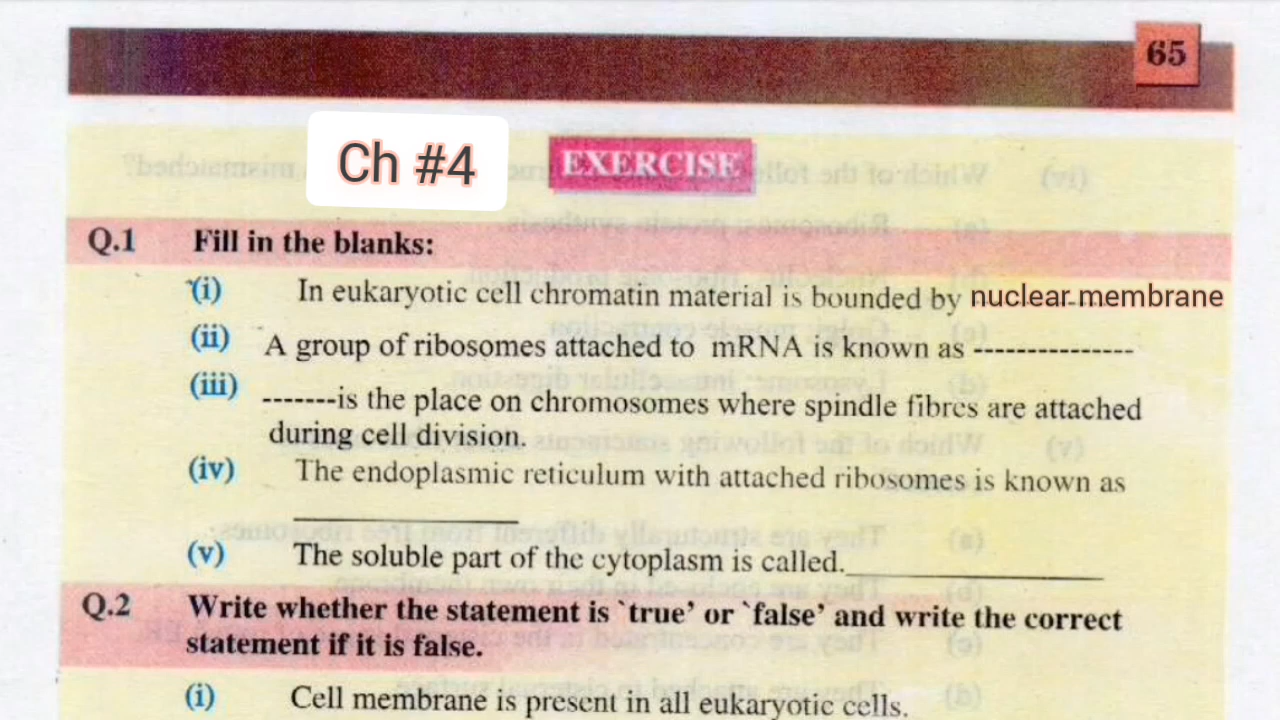 65
Ch #4
EXERCISE
Q.1 Fill in the blanks:
(i) In eukaryotic cell chromatin material is bounded by nuclear membrane
(ii) A group of ribosomes attached to mRNA is known as ---------------
(iii) -------is the place on chromosomes where spindle fibres are attached
during cell division.
(iv) The endoplasmic reticulum with attached ribosomes is known as
_______________
(v) The soluble part of the cytoplasm is called._______________
Q.2 Write whether the statement is `true’ or `false’ and write the correct
statement if it is false.
(i) Cell membrane is present in all eukaryotic cells.